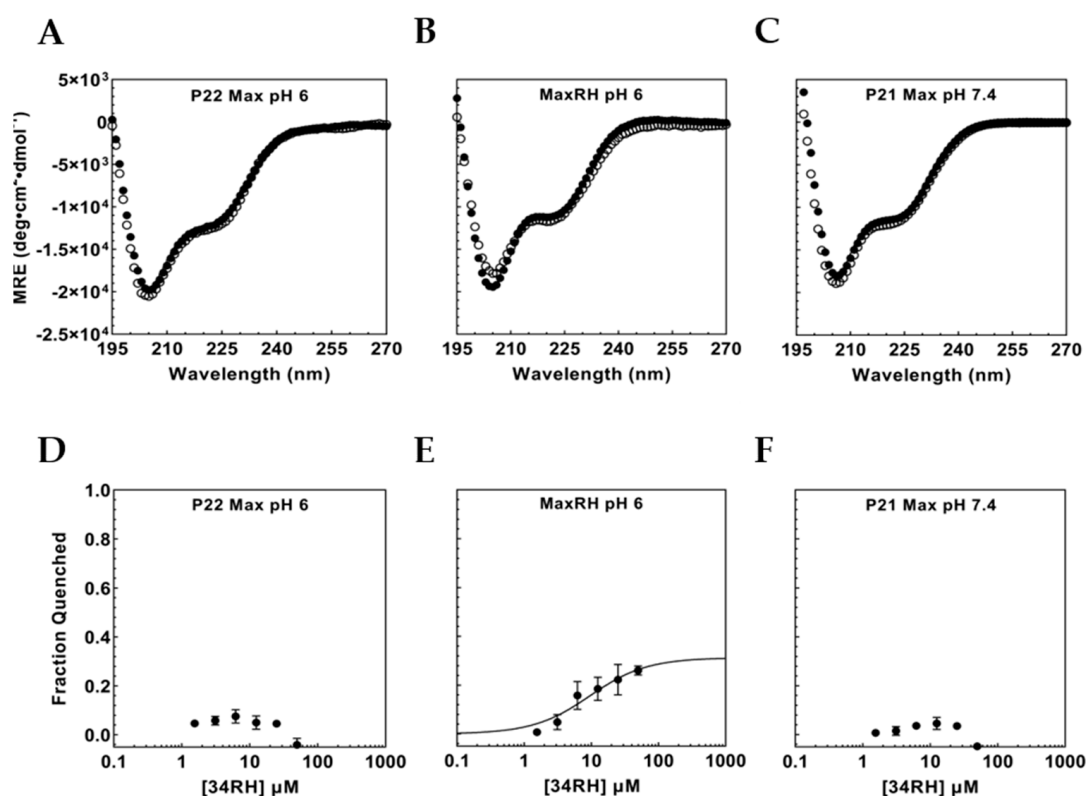 A
B
C
P22 Max pH 6
MaxRH pH 6
P21 Max pH 7.4
MRE (deg•cm²•dmol⁻¹)
5×10³
0
-5×10³
-1×10⁴
-1.5×10⁴
-2×10⁴
-2.5×10⁴
195 210 225 240 255 270
195 210 225 240 255 270
195 210 225 240 255 270
Wavelength (nm)
Wavelength (nm)
Wavelength (nm)
D
E
F
P22 Max pH 6
MaxRH pH 6
P21 Max pH 7.4
Fraction Quenched
1.0
0.8
0.6
0.4
0.2
0.0
0.1 1 10 100 1000
0.1 1 10 100 1000
0.1 1 10 100 1000
[34RH] µM
[34RH] µM
[34RH] µM